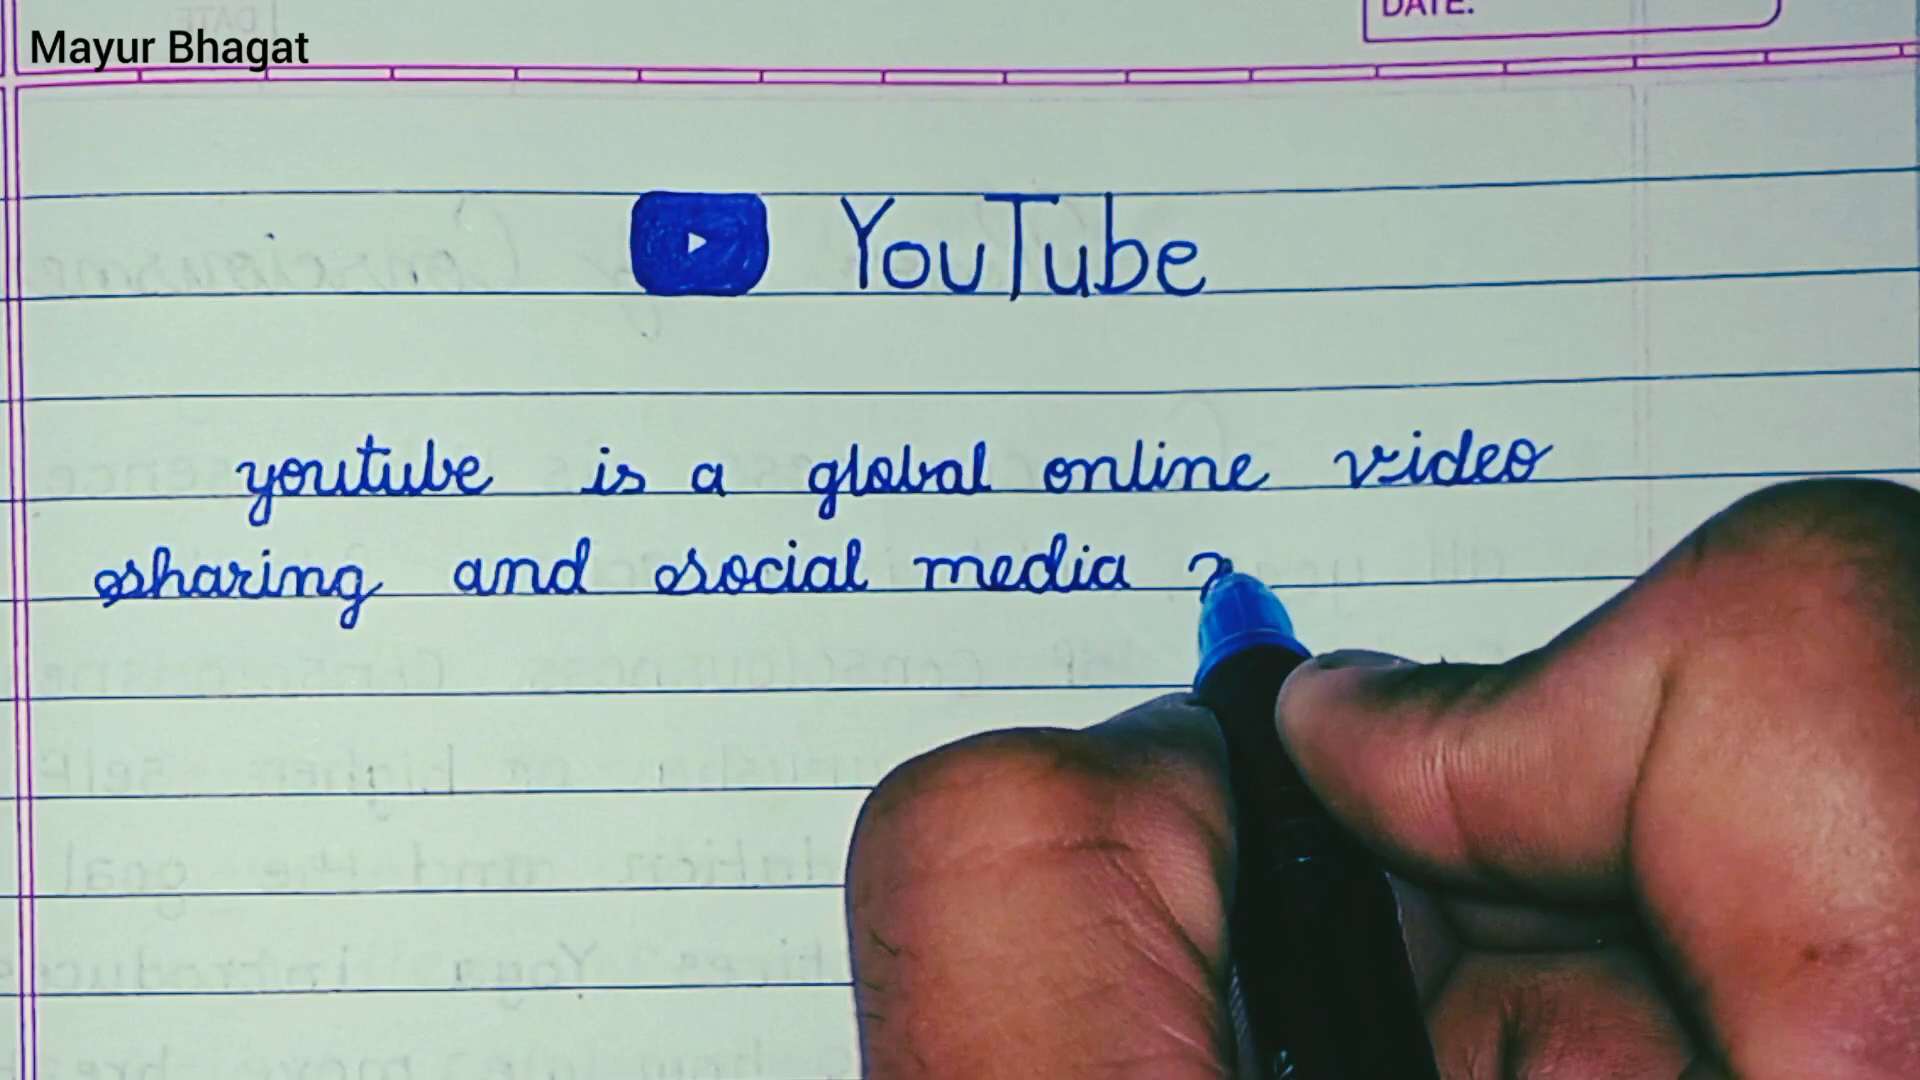 Mayur Bhagat
DATE:
YouTube
youtube is a global online video
sharing and social media